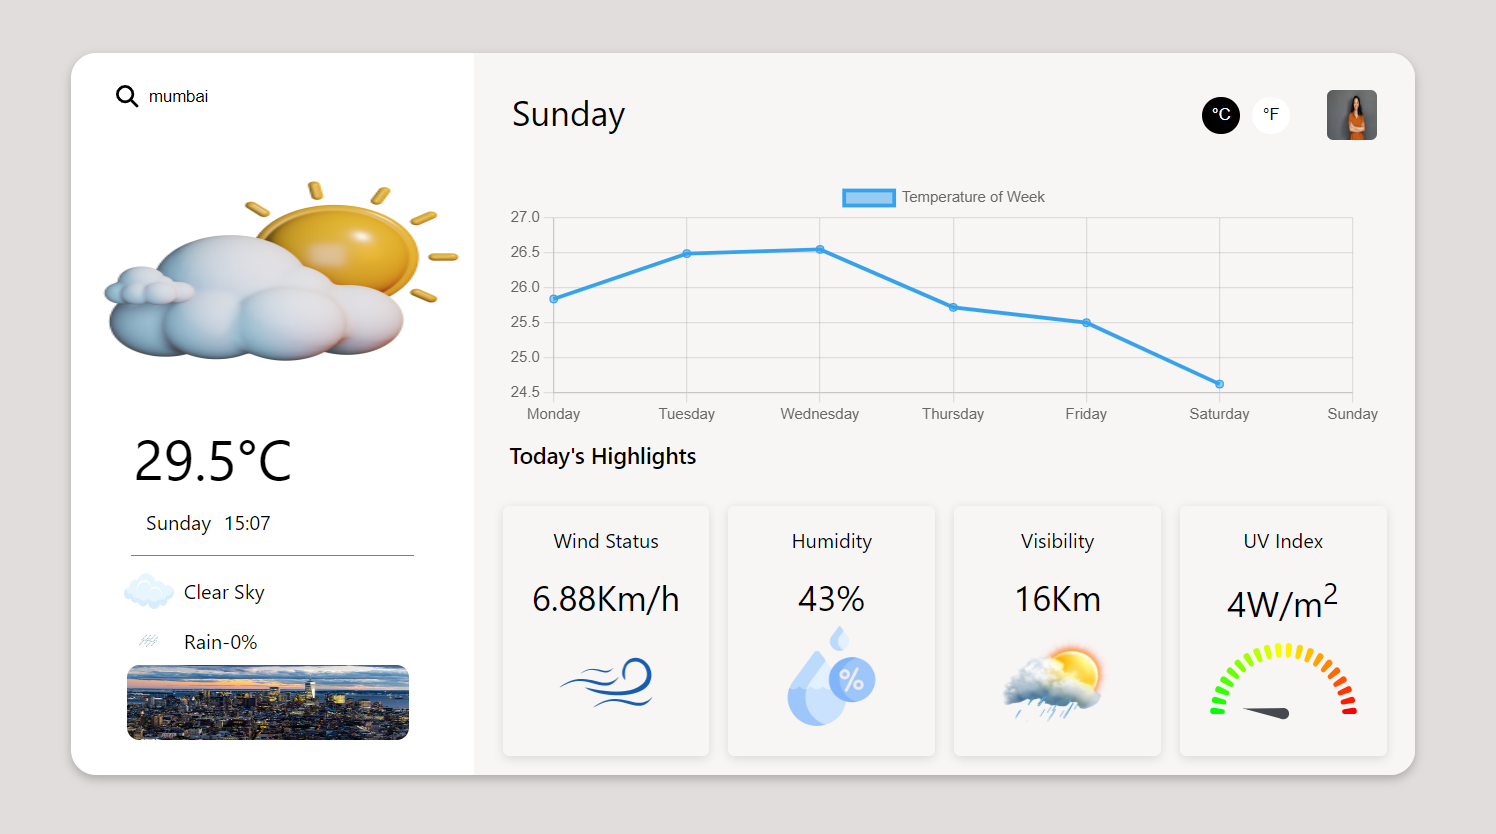 mumbai
29.5°C
Sunday 15:07
Clear Sky
Rain-0%
Sunday
°C °F
Temperature of Week
27.0
26.5
26.0
25.5
25.0
24.5
Monday Tuesday Wednesday Thursday Friday Saturday Sunday
Today's Highlights
Wind Status
6.88Km/h
Humidity
43%
%
Visibility
16Km
UV Index
4W/m²